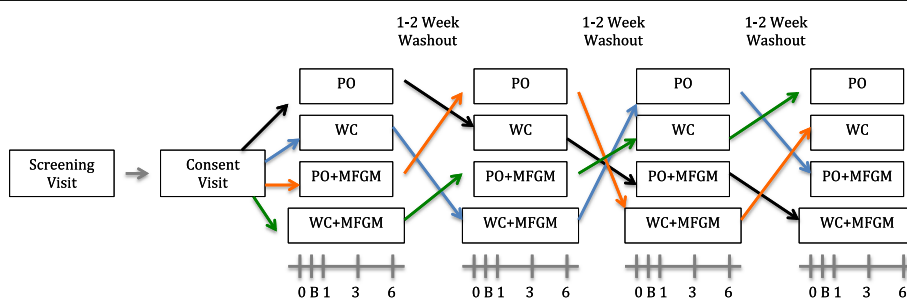 1-2 Week
Washout
1-2 Week
Washout
1-2 Week
Washout
Screening
Visit
Consent
Visit
PO
WC
PO+MFGM
WC+MFGM
0 B 1 3 6
PO
WC
PO+MFGM
WC+MFGM
0 B 1 3 6
PO
WC
PO+MFGM
WC+MFGM
0 B 1 3 6
PO
WC
PO+MFGM
WC+MFGM
0 B 1 3 6